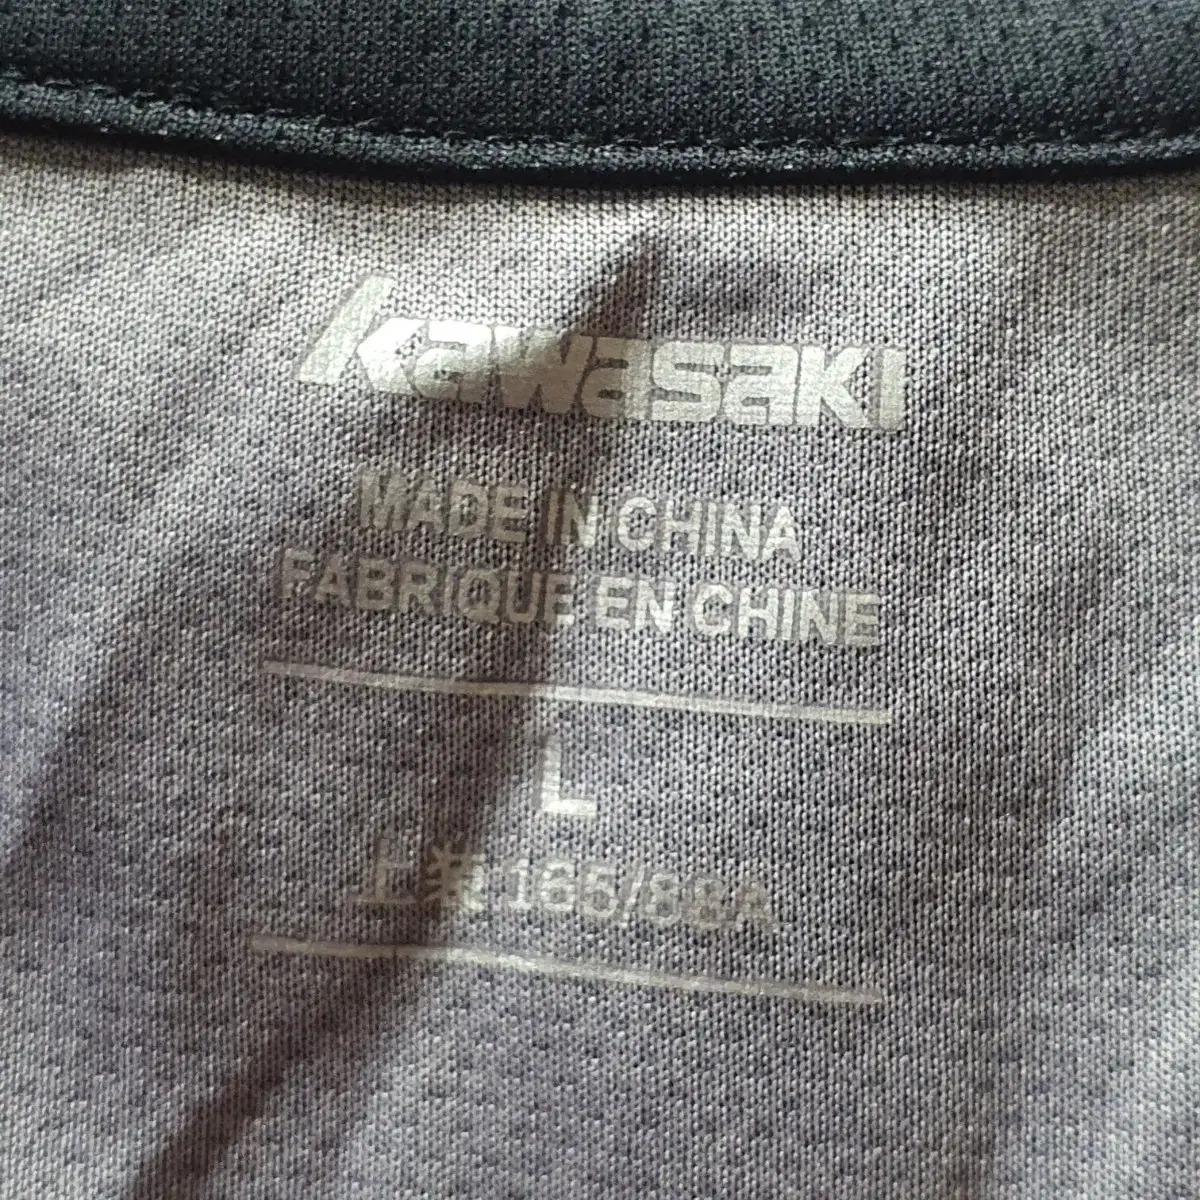 Kawasaki
MADE IN CHINA
FABRIQUE EN CHINE
L
上装 165/88A